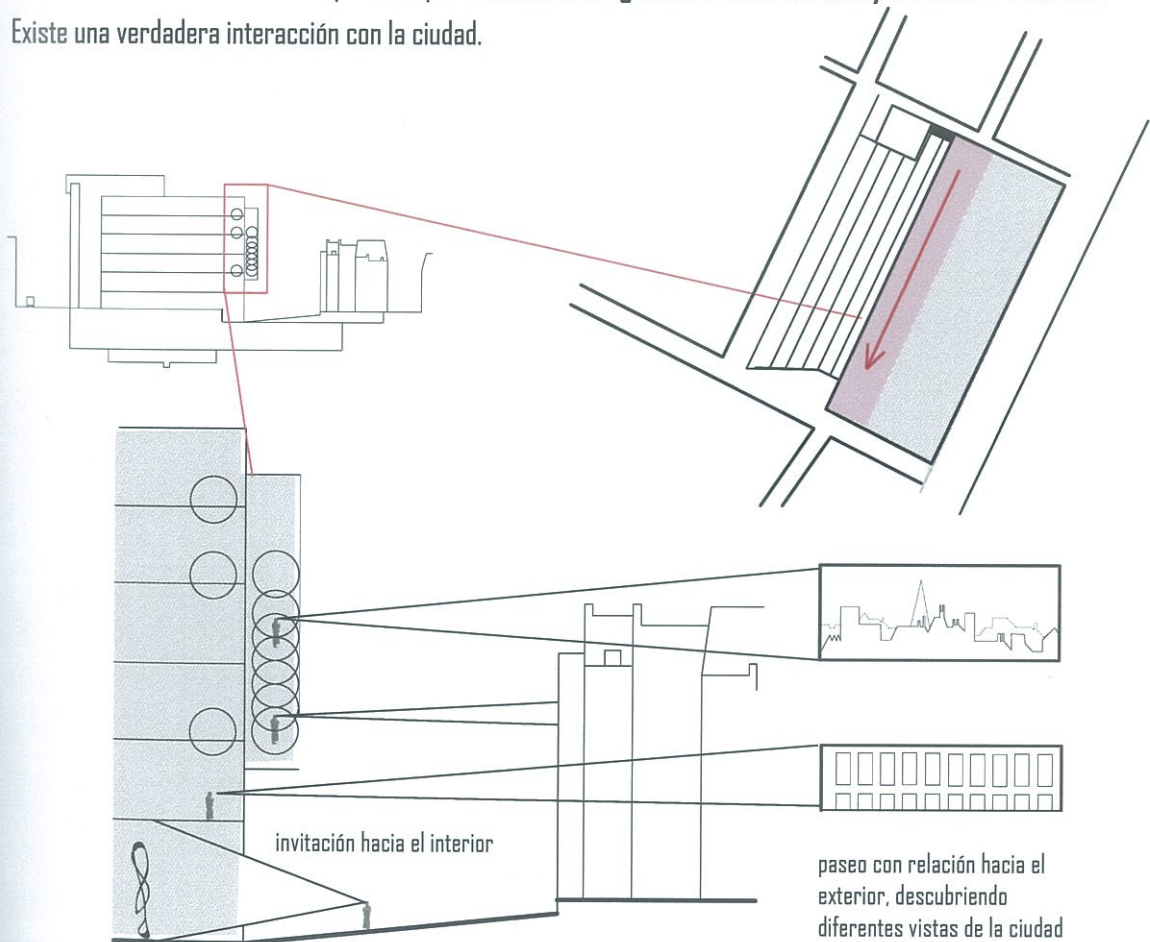 Existe una verdadera interacción con la ciudad.
invitación hacia el interior
paseo con relación hacia el
exterior, descubriendo
diferentes vistas de la ciudad